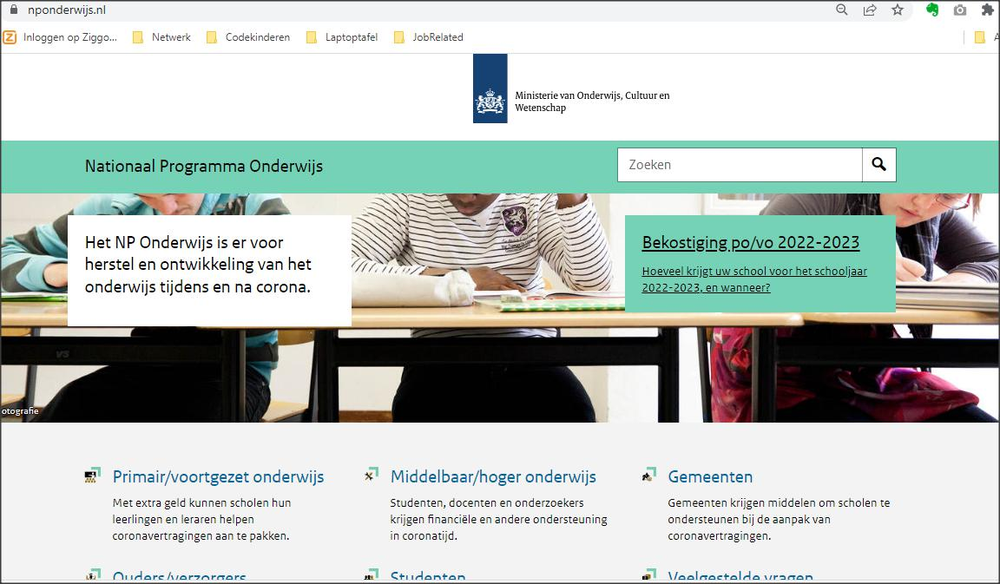 nponderwijs.nl
Inloggen op Ziggo...
Netwerk
Codekinderen
Laptoptafel
JobRelated
Ministerie van Onderwijs, Cultuur en
Wetenschap
Nationaal Programma Onderwijs
Zoeken
Het NP Onderwijs is er voor
herstel en ontwikkeling van het
onderwijs tijdens en na corona.
Bekostiging po/vo 2022-2023
Hoeveel krijgt uw school voor het schooljaar
2022-2023, en wanneer?
otografie
Primair/voortgezet onderwijs
Met extra geld kunnen scholen hun
leerlingen en leraren helpen
coronavertragingen aan te pakken.
Middelbaar/hoger onderwijs
Studenten, docenten en onderzoekers
krijgen financiële en andere ondersteuning
in coronatijd.
Gemeenten
Gemeenten krijgen middelen om scholen te
ondersteunen bij de aanpak van
coronavertragingen.
Ouders/verzorgers
Studenten
Veelgestelde vragen